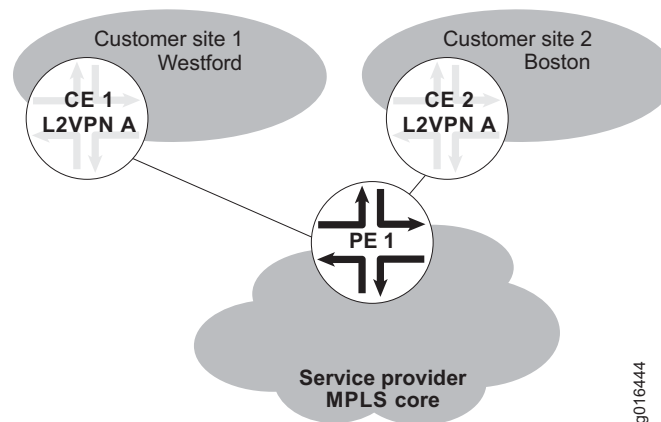 Customer site 1
Westford
Customer site 2
Boston
CE 1
L2VPN A
CE 2
L2VPN A
PE 1
Service provider
MPLS core
g016444